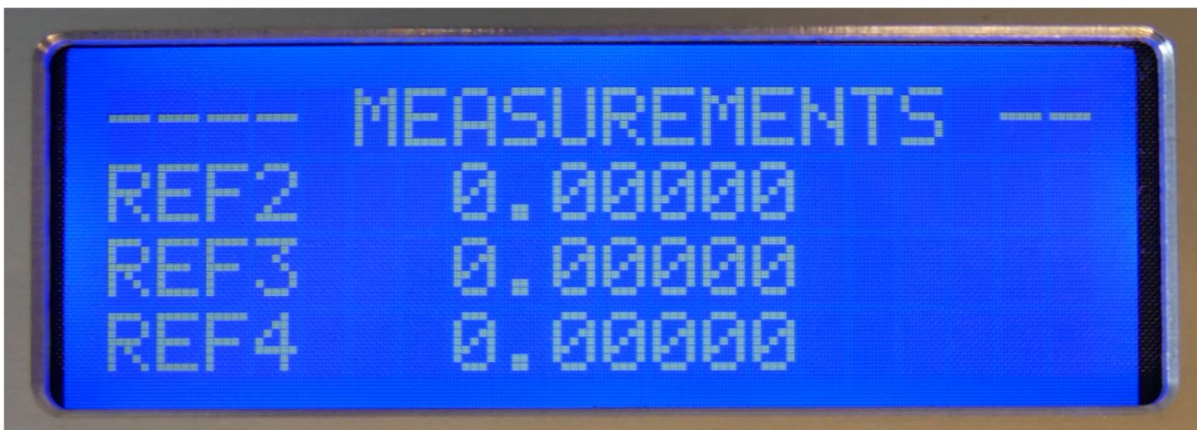 ---- MEASUREMENTS --
REF2 0.00000
REF3 0.00000
REF4 0.00000